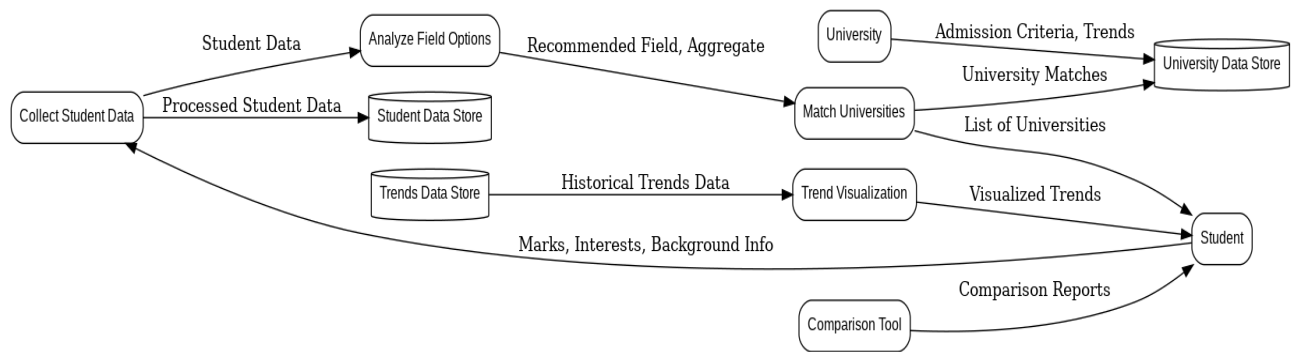 Student Data
Analyze Field Options
Recommended Field, Aggregate
University
Admission Criteria, Trends
University Data Store
University Matches
Collect Student Data
Processed Student Data
Student Data Store
Match Universities
List of Universities
Trends Data Store
Historical Trends Data
Trend Visualization
Visualized Trends
Student
Marks, Interests, Background Info
Comparison Reports
Comparison Tool